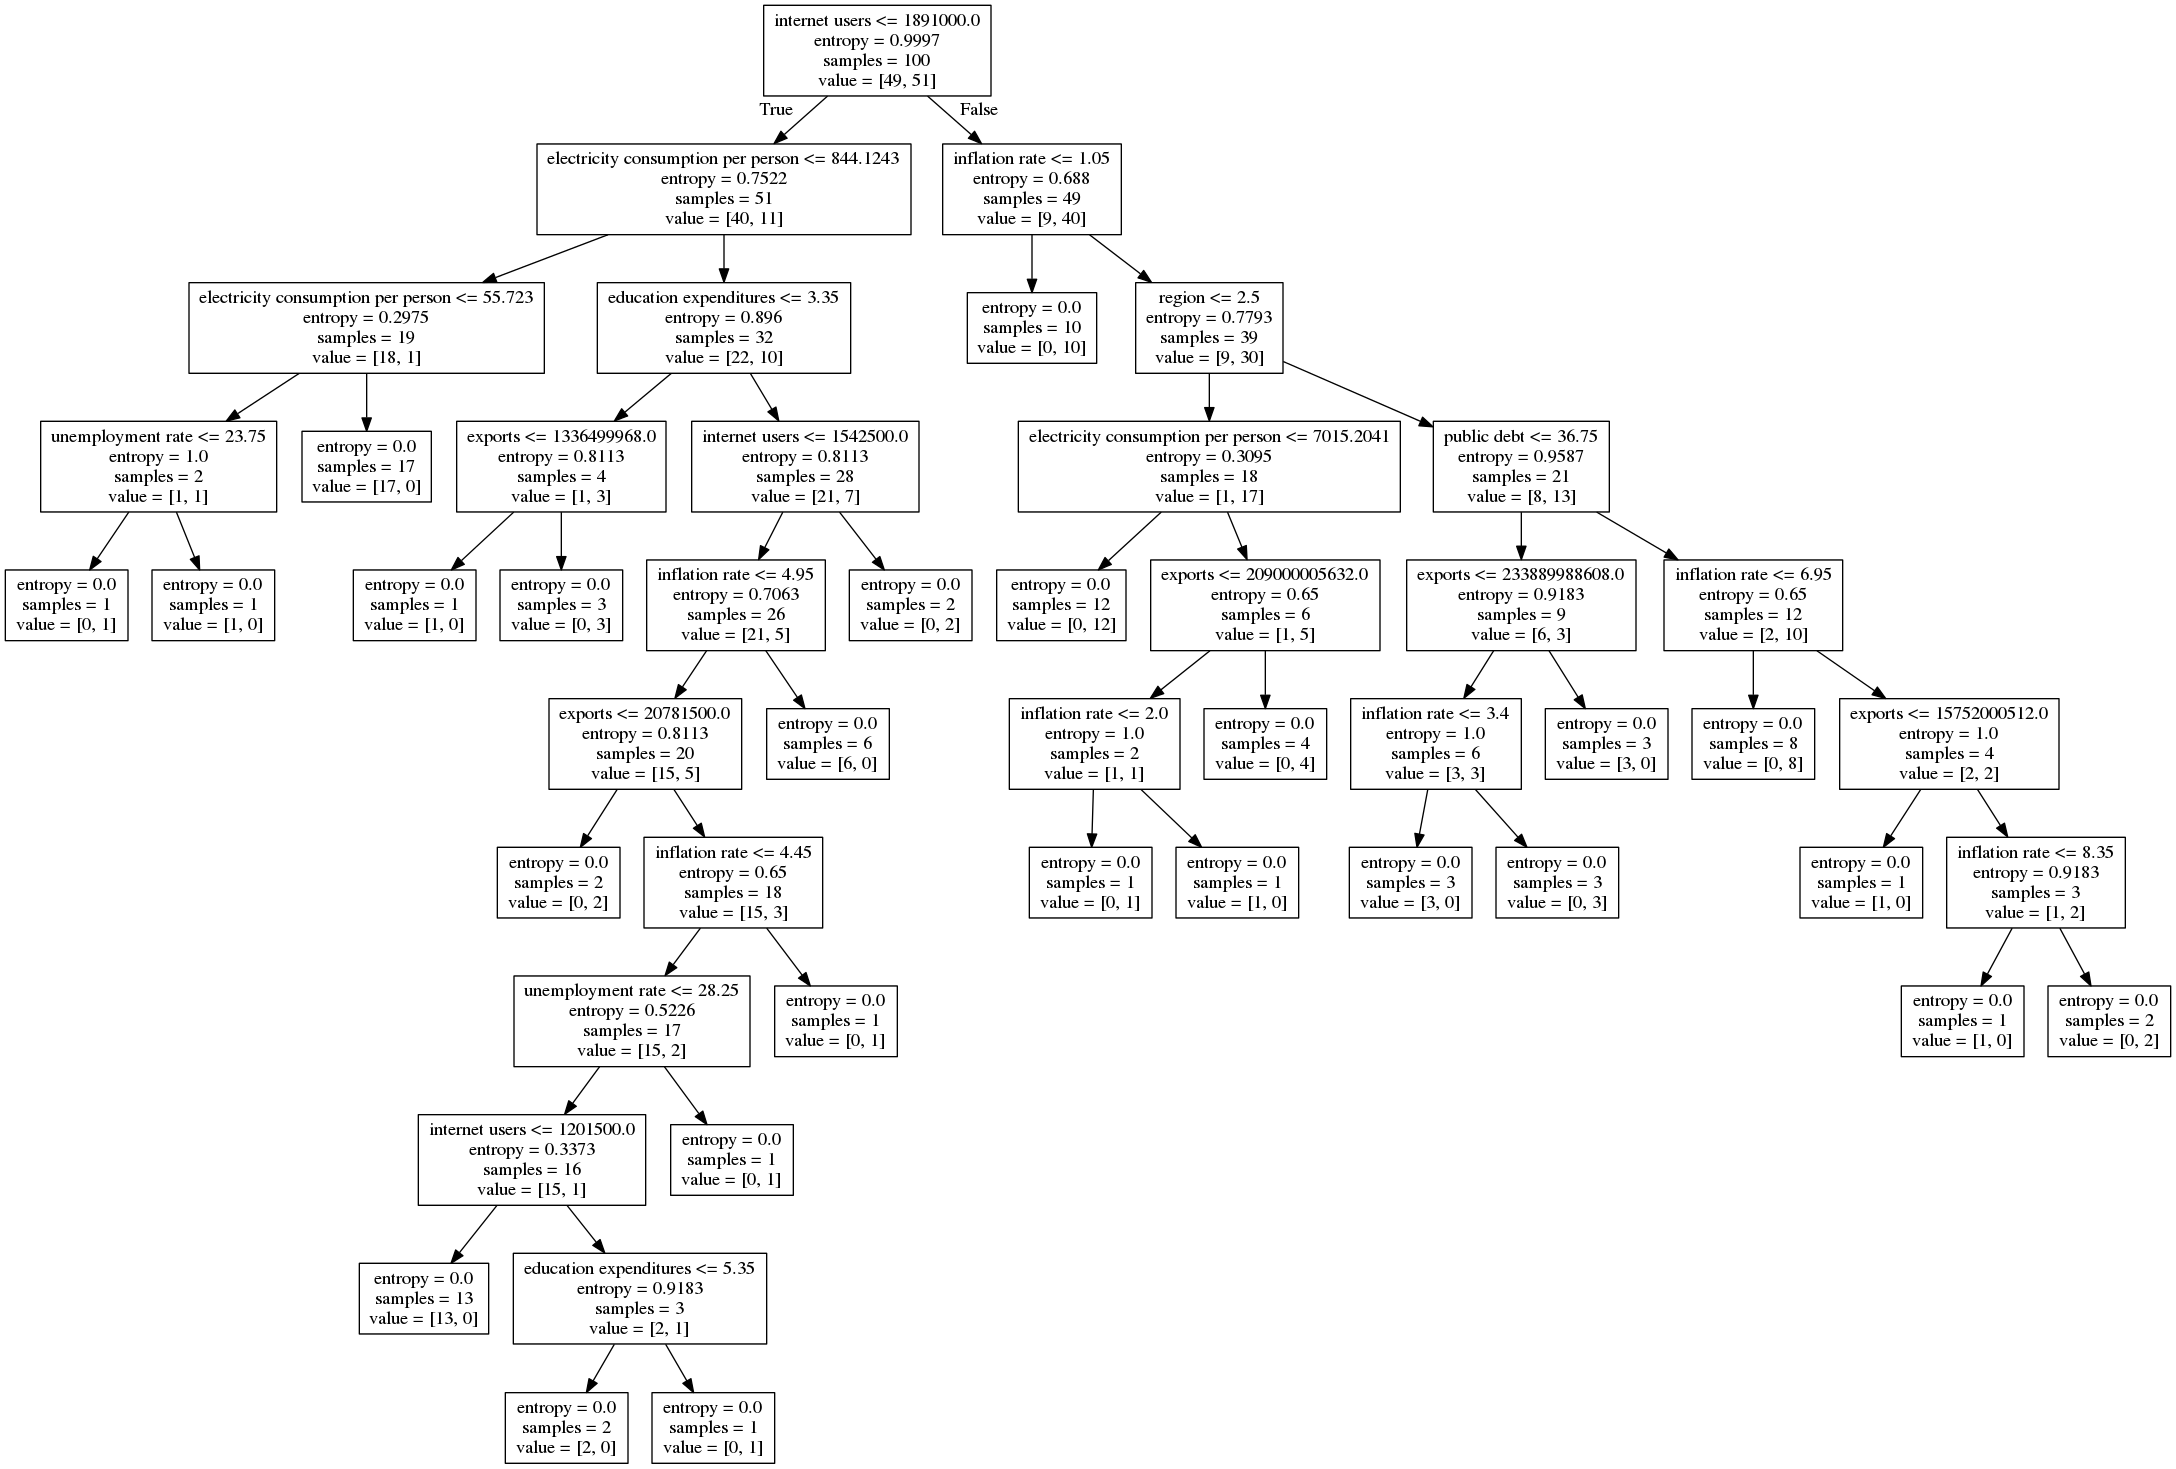 internet users <= 1891000.0
entropy = 0.9997
samples = 100
value = [49, 51]
True
False
electricity consumption per person <= 844.1243
entropy = 0.7522
samples = 51
value = [40, 11]
inflation rate <= 1.05
entropy = 0.688
samples = 49
value = [9, 40]
electricity consumption per person <= 55.723
entropy = 0.2975
samples = 19
value = [18, 1]
education expenditures <= 3.35
entropy = 0.896
samples = 32
value = [22, 10]
entropy = 0.0
samples = 10
value = [0, 10]
region <= 2.5
entropy = 0.7793
samples = 39
value = [9, 30]
unemployment rate <= 23.75
entropy = 1.0
samples = 2
value = [1, 1]
entropy = 0.0
samples = 17
value = [17, 0]
exports <= 1336499968.0
entropy = 0.8113
samples = 4
value = [1, 3]
internet users <= 1542500.0
entropy = 0.8113
samples = 28
value = [21, 7]
electricity consumption per person <= 7015.2041
entropy = 0.3095
samples = 18
value = [1, 17]
public debt <= 36.75
entropy = 0.9587
samples = 21
value = [8, 13]
entropy = 0.0
samples = 1
value = [0, 1]
entropy = 0.0
samples = 1
value = [1, 0]
entropy = 0.0
samples = 1
value = [1, 0]
entropy = 0.0
samples = 3
value = [0, 3]
inflation rate <= 4.95
entropy = 0.7063
samples = 26
value = [21, 5]
entropy = 0.0
samples = 2
value = [0, 2]
entropy = 0.0
samples = 12
value = [0, 12]
exports <= 209000005632.0
entropy = 0.65
samples = 6
value = [1, 5]
exports <= 233889988608.0
entropy = 0.9183
samples = 9
value = [6, 3]
inflation rate <= 6.95
entropy = 0.65
samples = 12
value = [2, 10]
exports <= 20781500.0
entropy = 0.8113
samples = 20
value = [15, 5]
entropy = 0.0
samples = 6
value = [6, 0]
inflation rate <= 2.0
entropy = 1.0
samples = 2
value = [1, 1]
entropy = 0.0
samples = 4
value = [0, 4]
inflation rate <= 3.4
entropy = 1.0
samples = 6
value = [3, 3]
entropy = 0.0
samples = 3
value = [3, 0]
entropy = 0.0
samples = 8
value = [0, 8]
exports <= 15752000512.0
entropy = 1.0
samples = 4
value = [2, 2]
entropy = 0.0
samples = 2
value = [0, 2]
inflation rate <= 4.45
entropy = 0.65
samples = 18
value = [15, 3]
entropy = 0.0
samples = 1
value = [0, 1]
entropy = 0.0
samples = 1
value = [1, 0]
entropy = 0.0
samples = 3
value = [3, 0]
entropy = 0.0
samples = 3
value = [0, 3]
entropy = 0.0
samples = 1
value = [1, 0]
inflation rate <= 8.35
entropy = 0.9183
samples = 3
value = [1, 2]
unemployment rate <= 28.25
entropy = 0.5226
samples = 17
value = [15, 2]
entropy = 0.0
samples = 1
value = [0, 1]
entropy = 0.0
samples = 1
value = [1, 0]
entropy = 0.0
samples = 2
value = [0, 2]
internet users <= 1201500.0
entropy = 0.3373
samples = 16
value = [15, 1]
entropy = 0.0
samples = 1
value = [0, 1]
entropy = 0.0
samples = 13
value = [13, 0]
education expenditures <= 5.35
entropy = 0.9183
samples = 3
value = [2, 1]
entropy = 0.0
samples = 2
value = [2, 0]
entropy = 0.0
samples = 1
value = [0, 1]